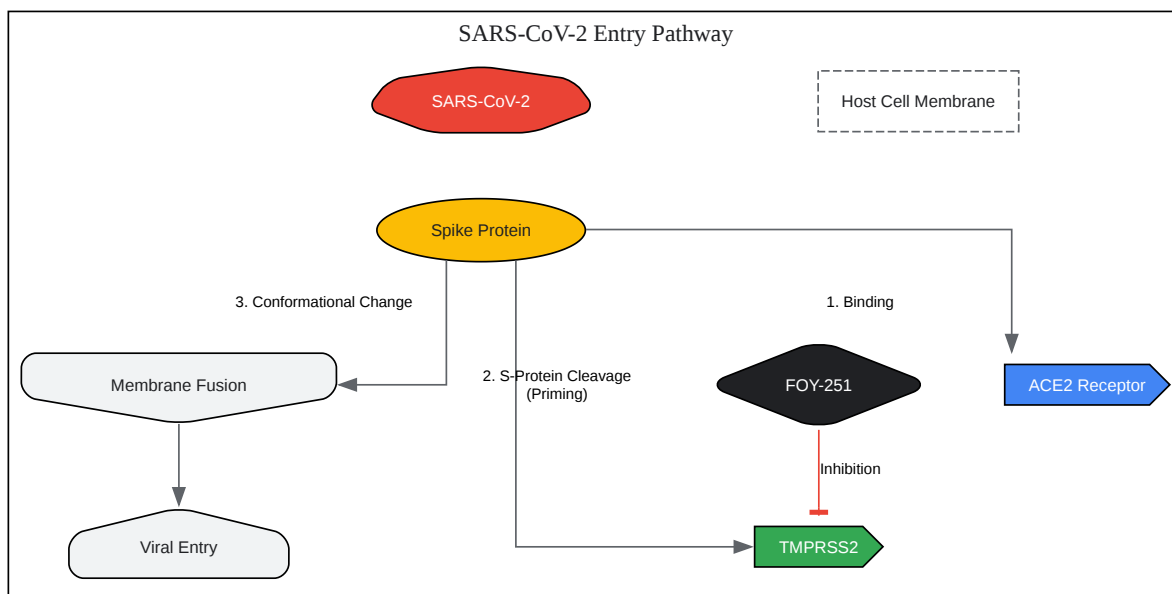 SARS-CoV-2 Entry Pathway
SARS-CoV-2
Host Cell Membrane
Spike Protein
3. Conformational Change
1. Binding
Membrane Fusion
2. S-Protein Cleavage
(Priming)
FOY-251
ACE2 Receptor
Inhibition
Viral Entry
TMPRSS2